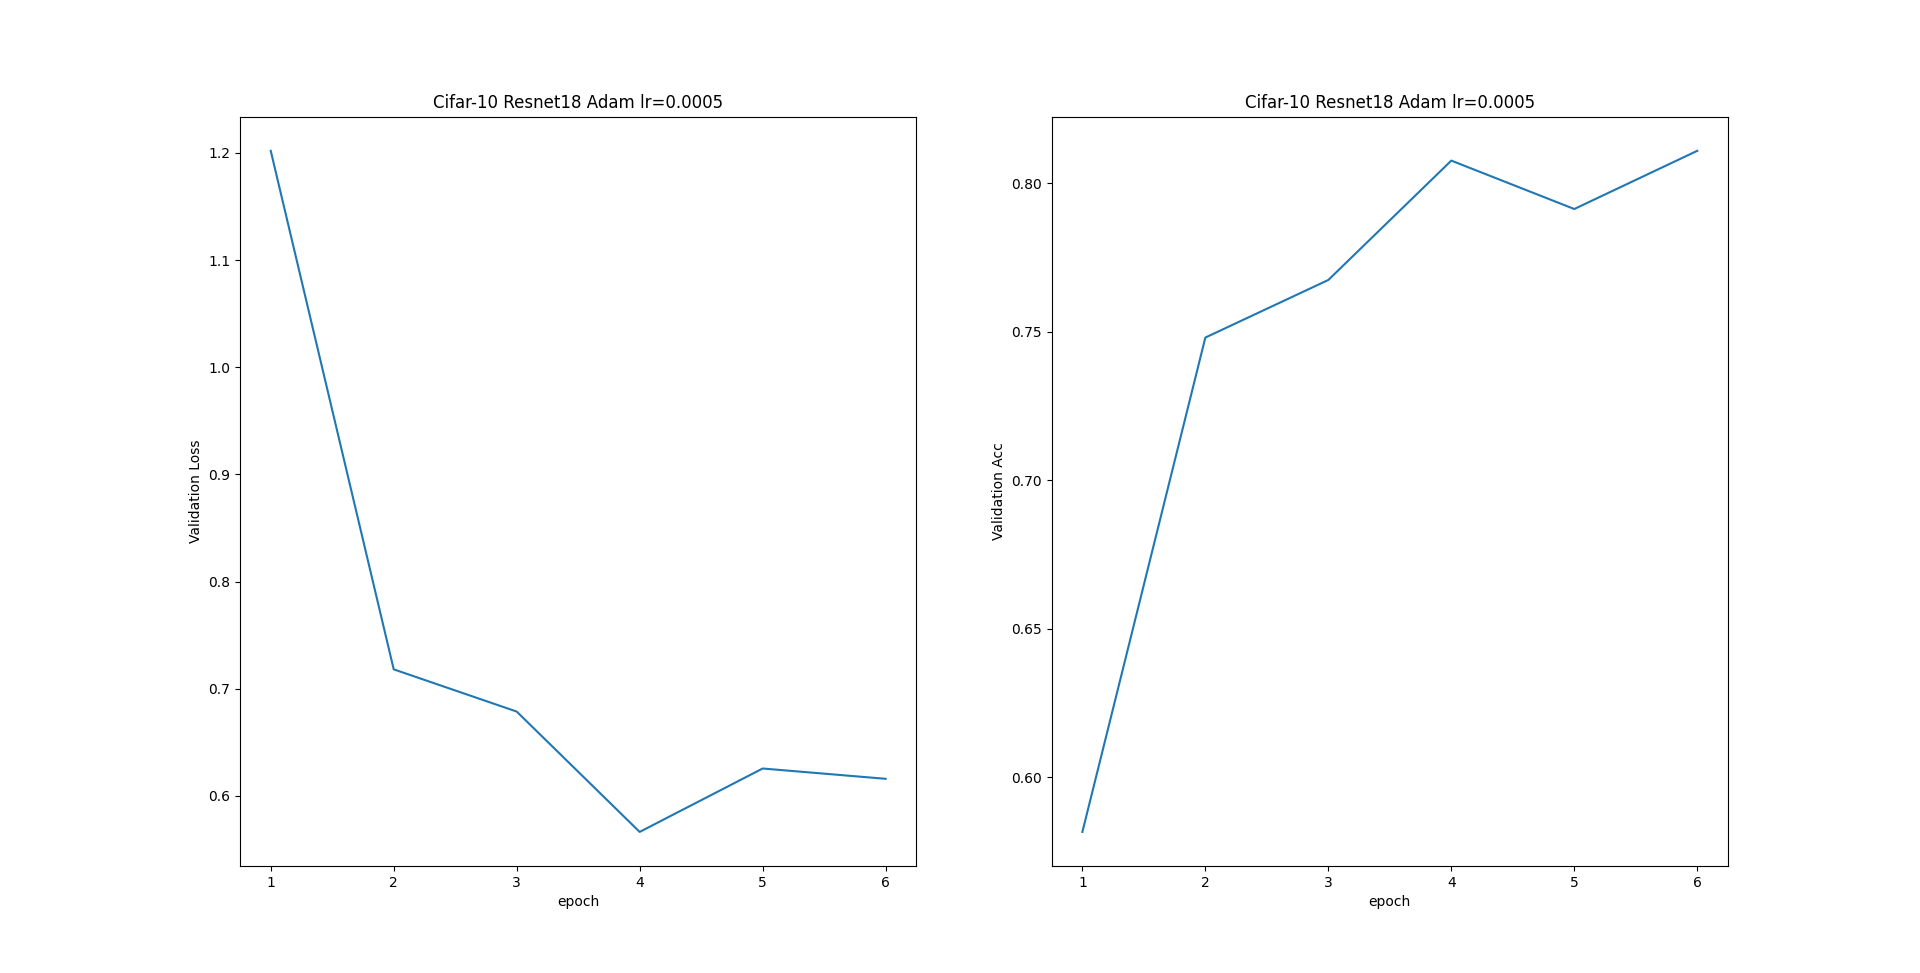 Cifar-10 Resnet18 Adam lr=0.0005
Validation Loss
1.2
1.1
1.0
0.9
0.8
0.7
0.6
1 2 3 4 5 6
epoch
Cifar-10 Resnet18 Adam lr=0.0005
Validation Acc
0.80
0.75
0.70
0.65
0.60
1 2 3 4 5 6
epoch